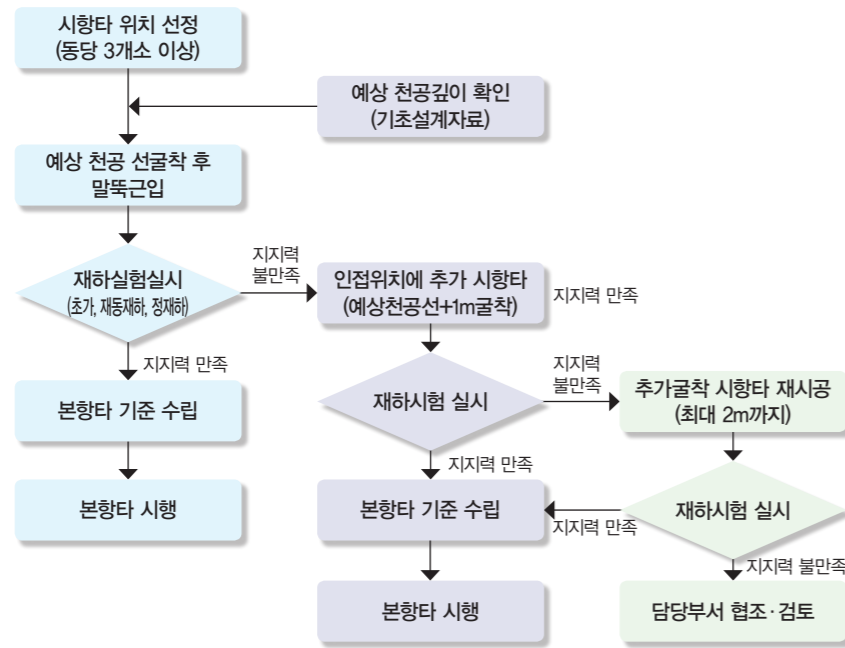 시항타 위치 선정
(동당 3개소 이상)
예상 천공깊이 확인
(기초설계자료)
예상 천공 선굴착 후
말뚝근입
재하실험실시
(초가, 재동재하, 정재하)
지지력
불만족
인접위치에 추가 시항타
(예상천공선+1m굴착)
지지력 만족
지지력 만족
본항타 기준 수립
본항타 시행
재하시험 실시
지지력
불만족
추가굴착 시항타 재시공
(최대 2m까지)
지지력 만족
본항타 기준 수립
본항타 시행
재하시험 실시
지지력 만족
지지력 불만족
담당부서 협조·검토